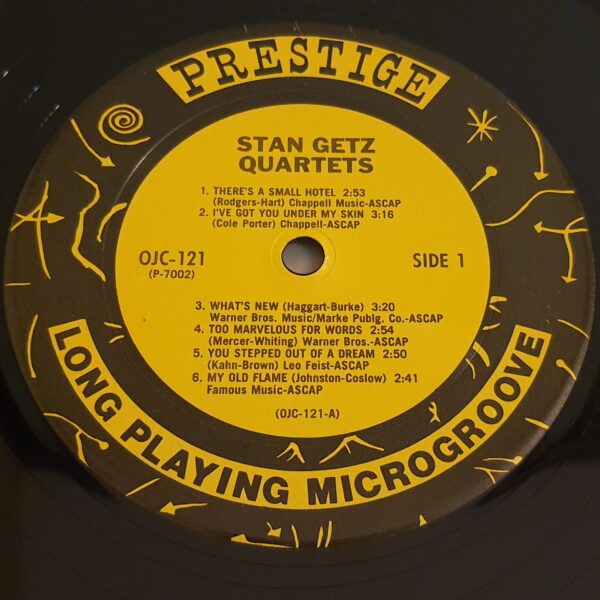 PRESTIGE
STAN GETZ
QUARTETS
1. THERE'S A SMALL HOTEL 2:53
(Rodgers-Hart) Chappell Music-ASCAP
2. I'VE GOT YOU UNDER MY SKIN 3:16
(Cole Porter) Chappell-ASCAP
OJC-121
(P-7002)
SIDE 1
3. WHAT'S NEW (Haggart-Burke) 3:20
Warner Bros. Music/Marke Publg. Co.-ASCAP
4. TOO MARVELOUS FOR WORDS 2:54
(Mercer-Whiting) Warner Bros.-ASCAP
5. YOU STEPPED OUT OF A DREAM 2:50
(Kahn-Brown) Leo Feist-ASCAP
6. MY OLD FLAME (Johnston-Coslow) 2:41
Famous Music-ASCAP
(OJC-121-A)
LONG PLAYING MICROGROOVE